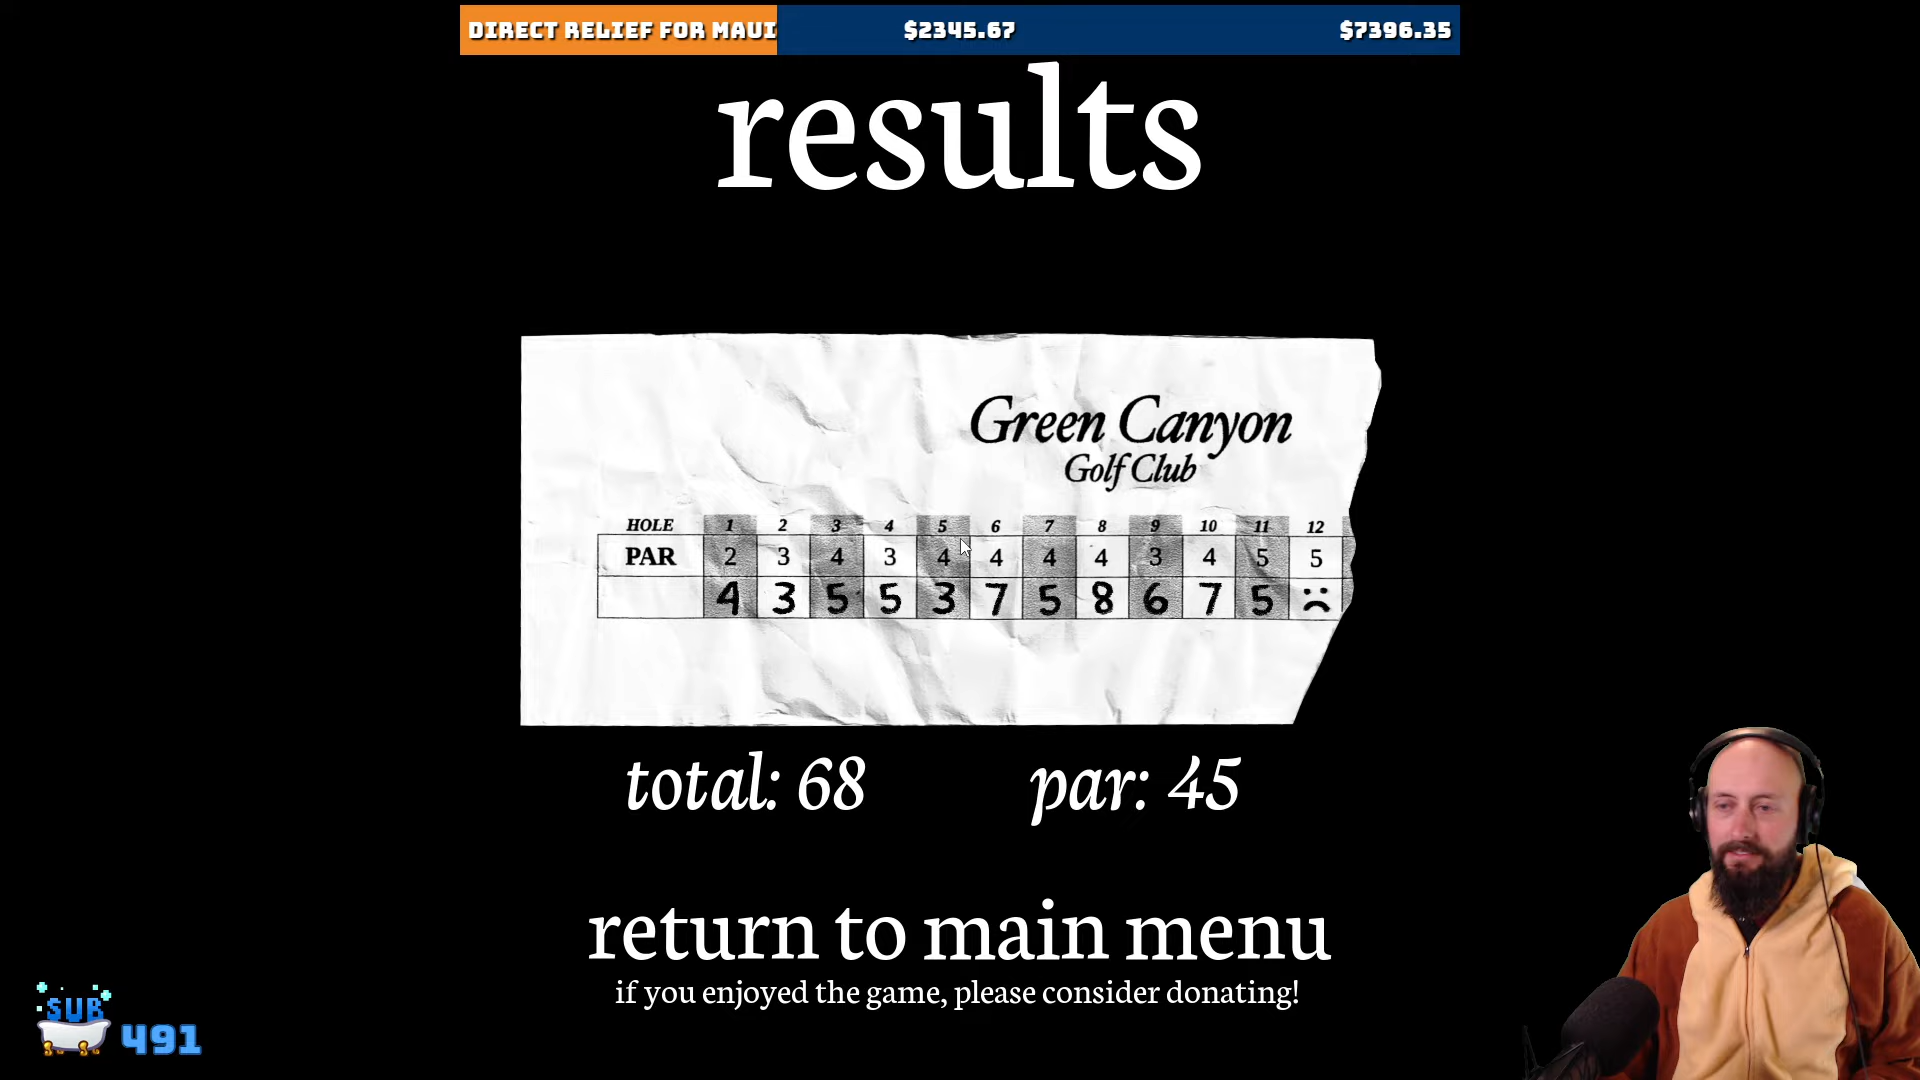 DIRECT RELIEF FOR MAUI $2345.67 $7396.35
results
Green Canyon
Golf Club
HOLE 1 2 3 4 5 6 7 8 9 10 11 12
PAR 2 3 4 3 4 4 4 4 3 4 5 5
4 3 5 5 3 7 5 8 6 7 5 :(
total: 68 par: 45
return to main menu
if you enjoyed the game, please consider donating!
SUB 491